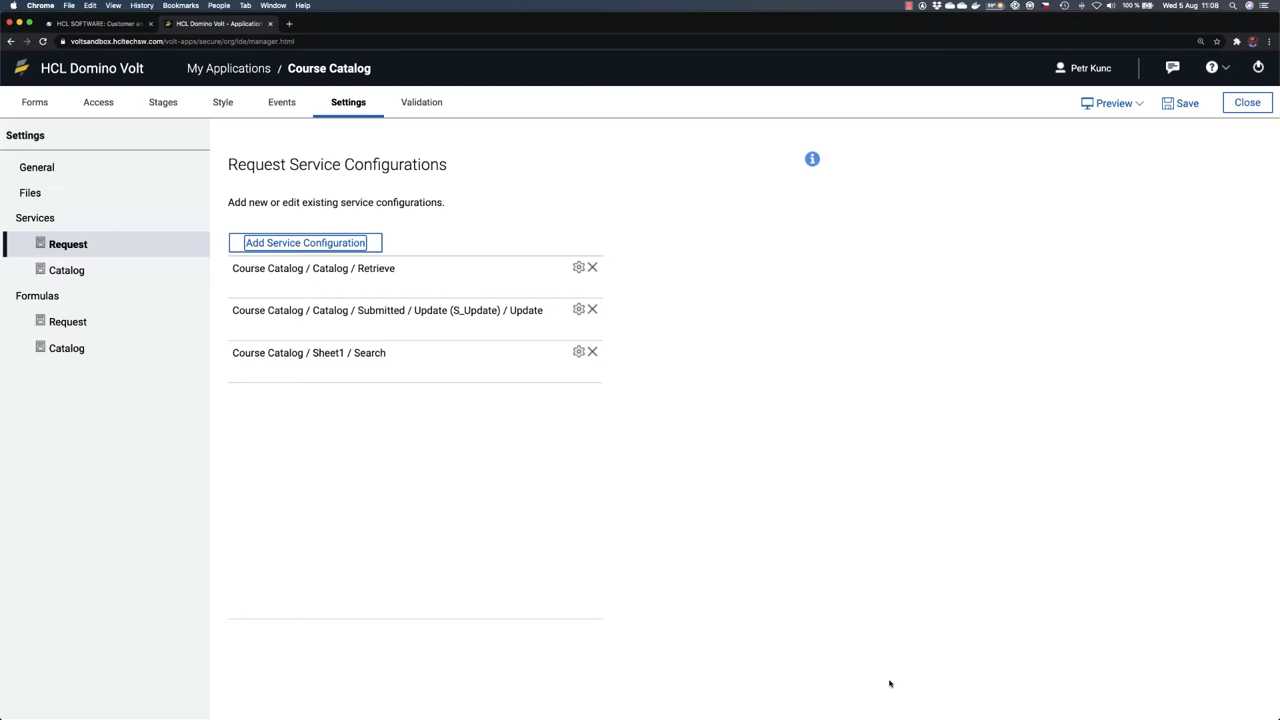 Chrome File Edit View History Bookmarks People Tab Window Help
100 % Wed 5 Aug 11:08
HCL SOFTWARE: Customer an
HCL Domino Volt - Application
voltsandbox.hcltechsw.com/volt-apps/secure/org/ide/manager.html
HCL Domino Volt My Applications / Course Catalog Petr Kunc
Forms Access Stages Style Events Settings Validation Preview Save Close
Settings
General
Files
Services
Request
Catalog
Formulas
Request
Catalog
Request Service Configurations
Add new or edit existing service configurations.
Add Service Configuration
Course Catalog / Catalog / Retrieve
Course Catalog / Catalog / Submitted / Update (S_Update) / Update
Course Catalog / Sheet1 / Search